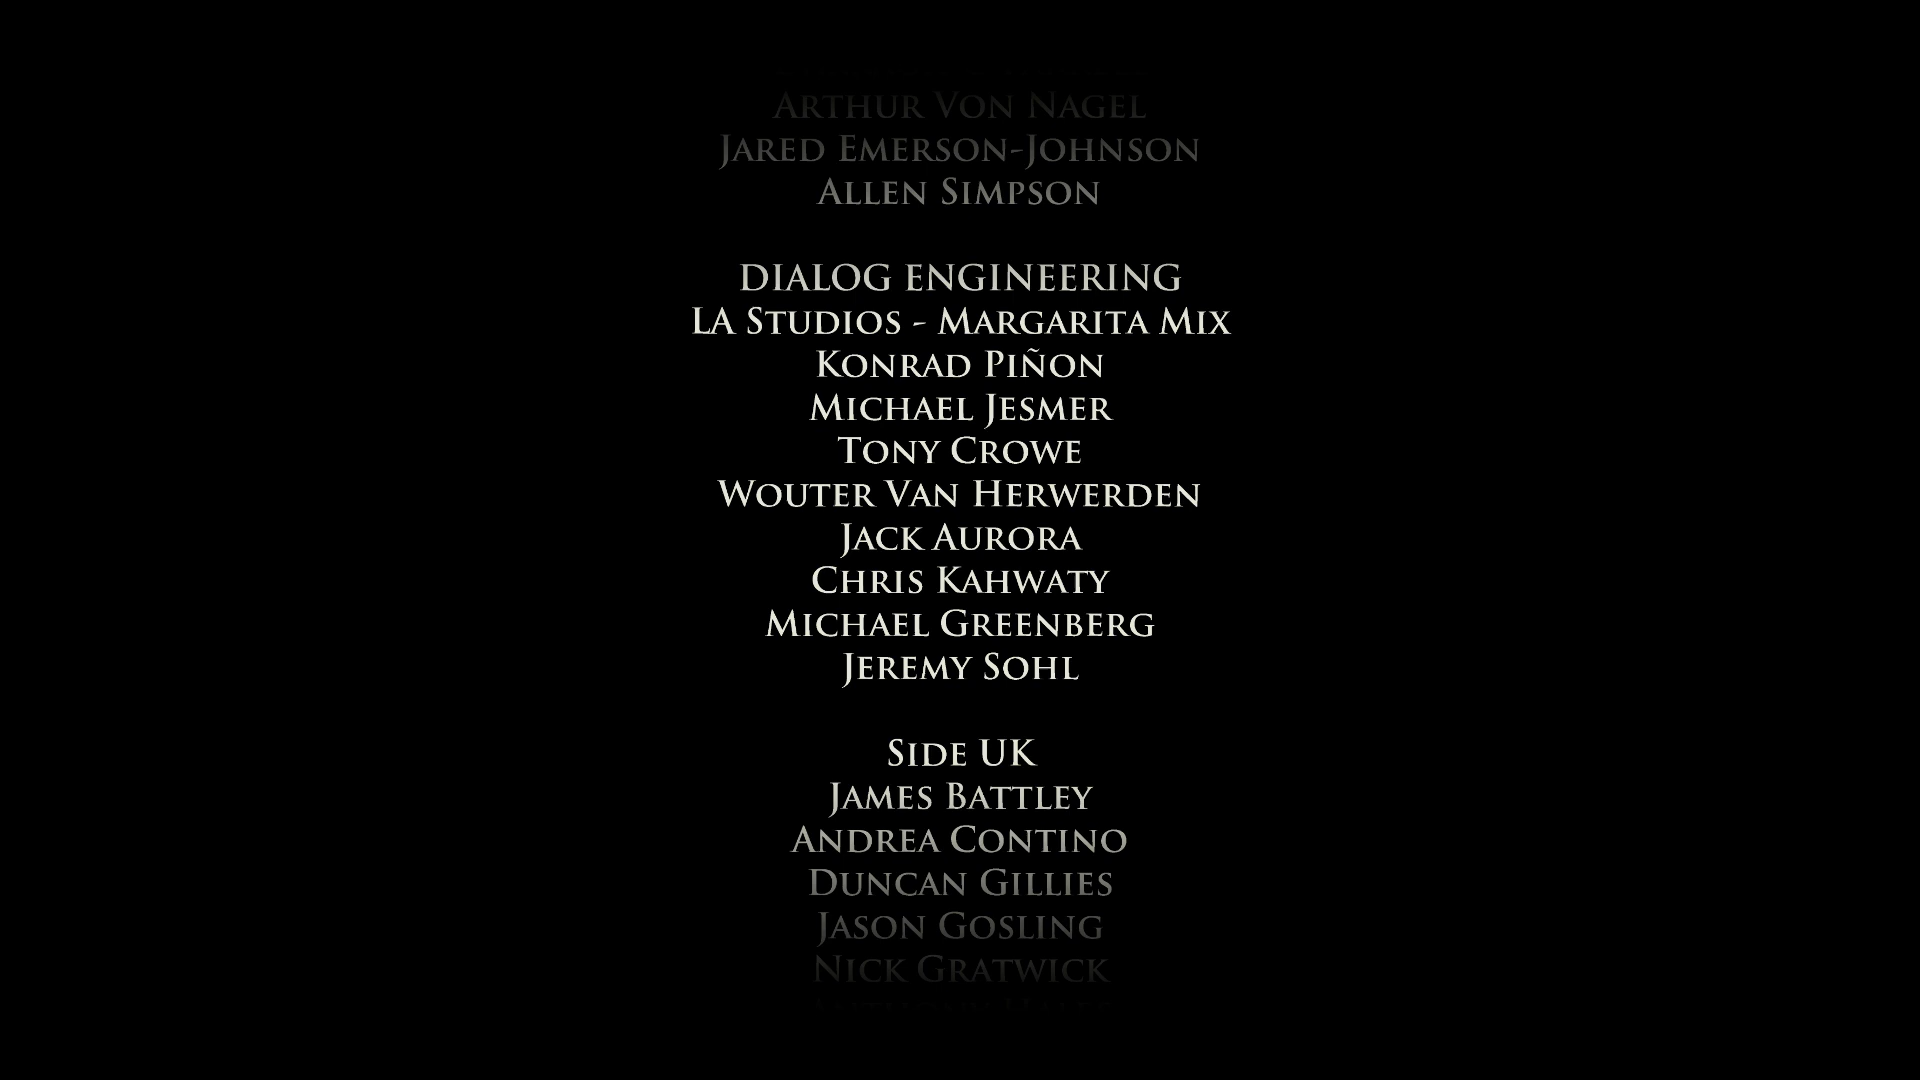 Arthur Von Nagel
Jared Emerson-Johnson
Allen Simpson
DIALOG ENGINEERING
LA Studios - Margarita Mix
Konrad Piñon
Michael Jesmer
Tony Crowe
Wouter Van Herwerden
Jack Aurora
Chris Kahwaty
Michael Greenberg
Jeremy Sohl
Side UK
James Battley
Andrea Contino
Duncan Gillies
Jason Gosling
Nick Gratwick